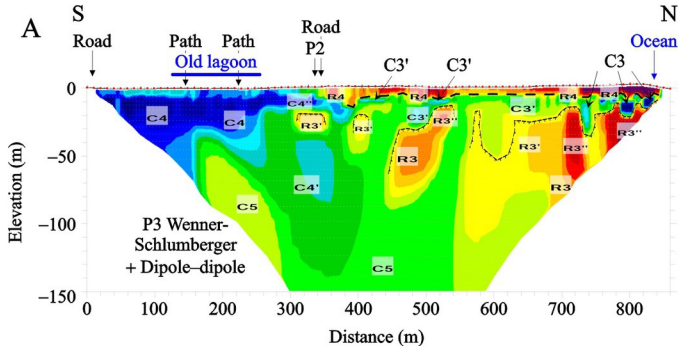 A
S
N
Road
Path
Path
Road
P2
C3'
C3'
C3
Ocean
Old lagoon
Elevation (m)
0
−50
−100
−150
R4
R4
R4
R4
C4
C4
C4"
C3'
R3"
C3
R3'
R3'
R3
R3'
R3"
R3"
R3
C4'
C5
C5
P3 Wenner-
Schlumberger
+ Dipole–dipole
0
100
200
300
400
500
600
700
800
Distance (m)